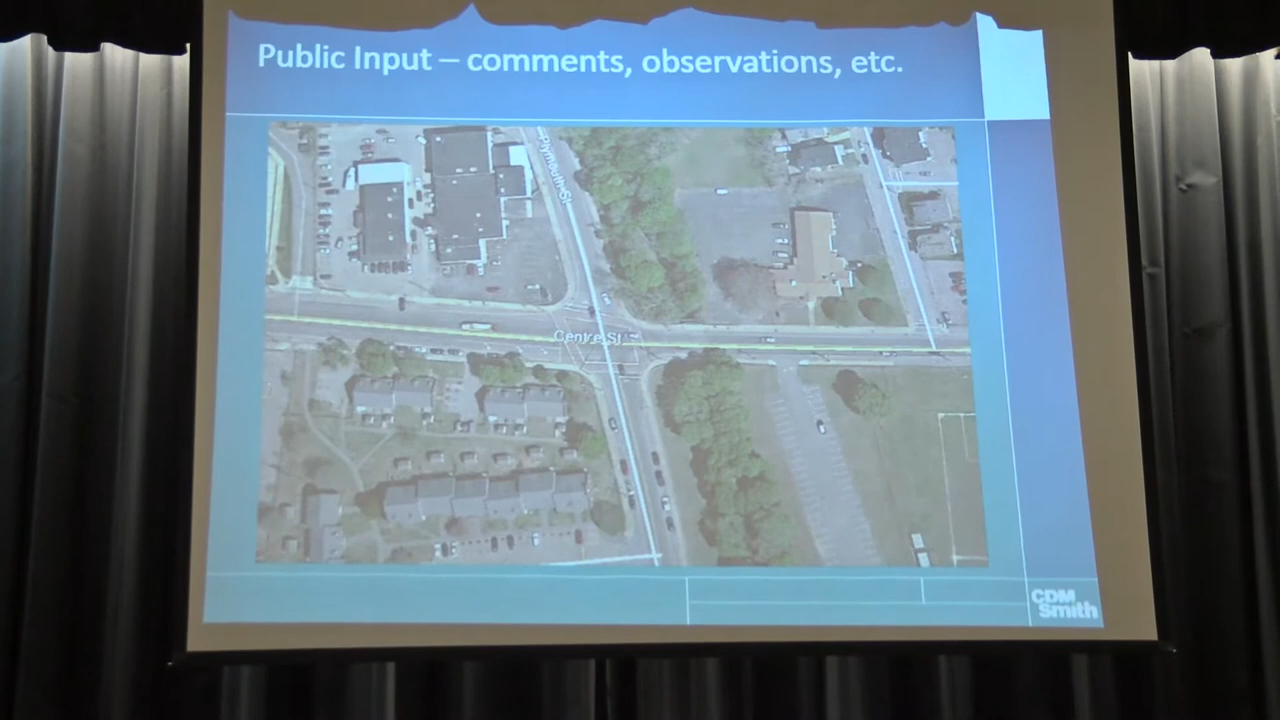 Public Input – comments, observations, etc.
Plymouth St
Centre St
CDM
Smith